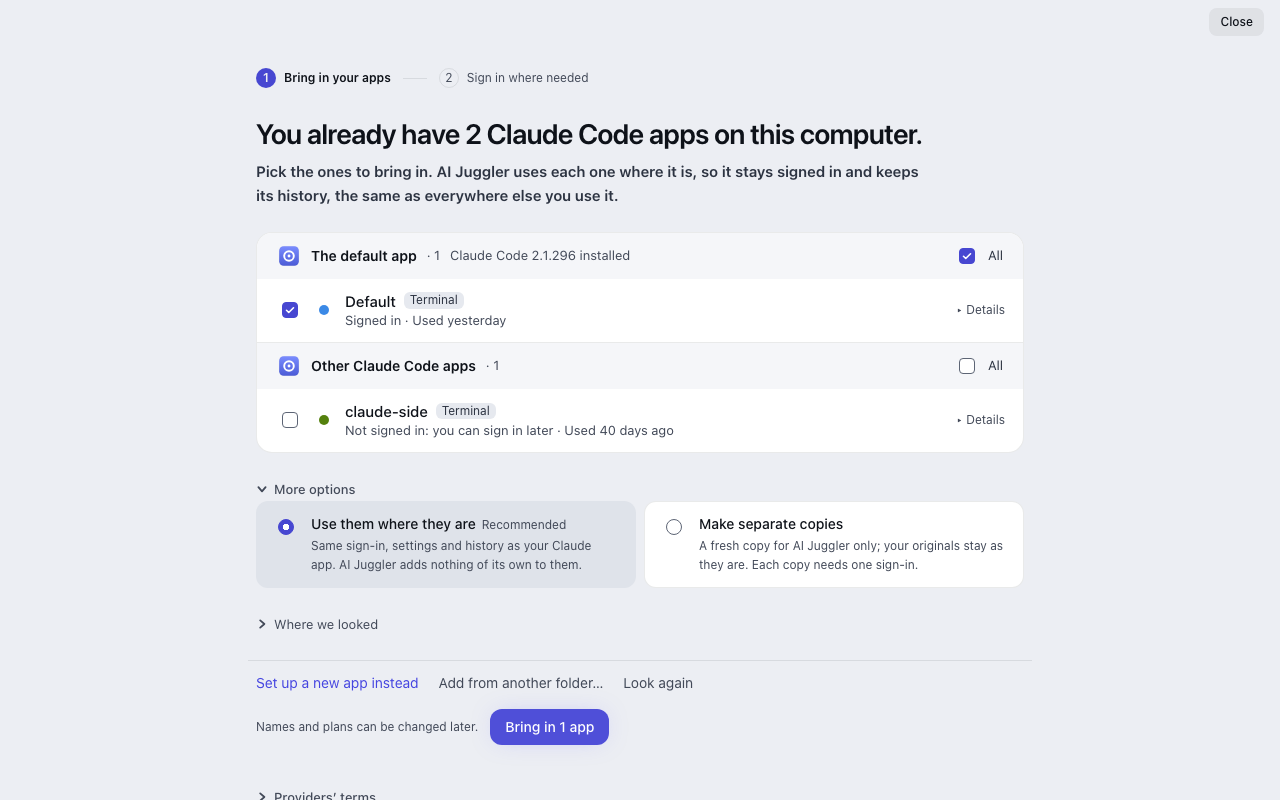 Close
1 Bring in your apps 2 Sign in where needed
You already have 2 Claude Code apps on this computer.
Pick the ones to bring in. AI Juggler uses each one where it is, so it stays signed in and keeps
its history, the same as everywhere else you use it.
The default app · 1 Claude Code 2.1.296 installed All
Default Terminal
Signed in · Used yesterday
Details
Other Claude Code apps · 1 All
claude-side Terminal
Not signed in: you can sign in later · Used 40 days ago
Details
More options
Use them where they are Recommended
Same sign-in, settings and history as your Claude
app. AI Juggler adds nothing of its own to them.
Make separate copies
A fresh copy for AI Juggler only; your originals stay as
they are. Each copy needs one sign-in.
Where we looked
Set up a new app instead Add from another folder... Look again
Names and plans can be changed later. Bring in 1 app
Providers’ terms